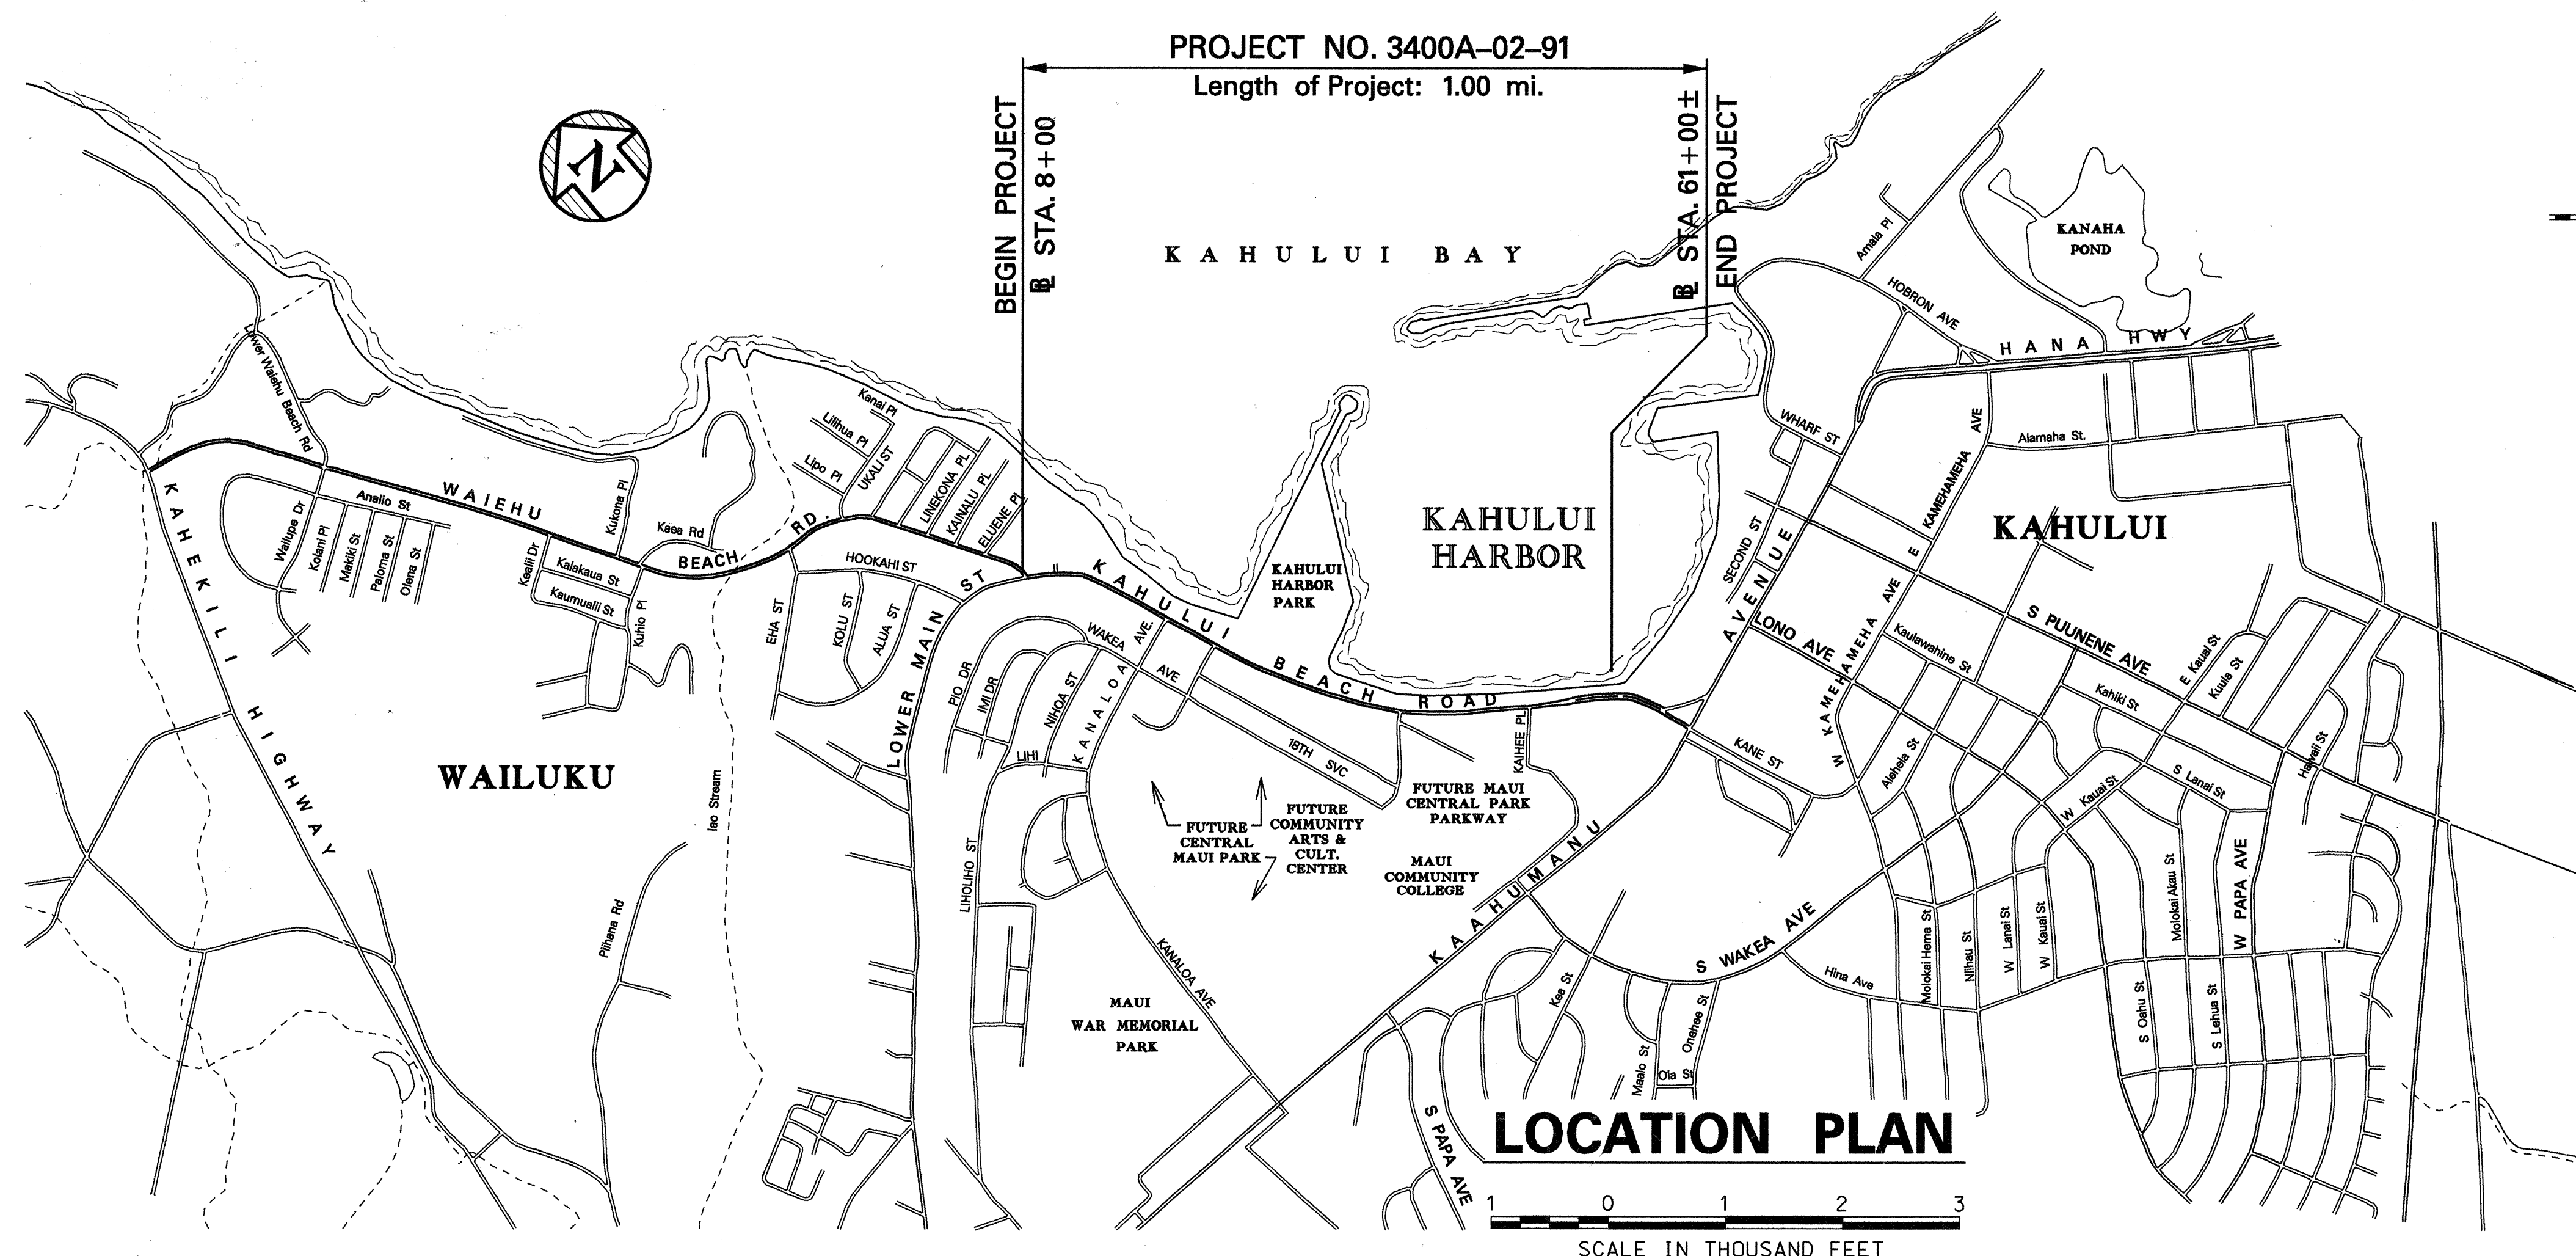 PROJECT NO. 3400A–02–91
Length of Project: 1.00 mi.
BEGIN PROJECT
BL STA. 8+00
BL STA. 61+00±
END PROJECT
N
KAHULUI BAY
KANAHA
POND
Amala Pl
HOBRON AVE
HANA HWY
Lower Waiehu Beach Rd
Kanai Pl
Lilihua Pl
Lipo Pl
UKALI ST
LINEKONA PL
KAINALU PL
ELUENE PL
WHARF ST
KAMEHAMEHA AVE
E
Alamaha St.
KAHEKILI HIGHWAY
WAIEHU
BEACH
RD.
Wailupe Dr
Analio St
Kolani Pl
Makiki St
Paloma St
Olena St
Kukona Pl
Kaea Rd
Kealii Dr
Kalakaua St
Kaumualii St
Kuhio Pl
HOOKAHI ST
EHA ST
KOLU ST
ALUA ST
LOWER MAIN ST
KAHULUI BEACH ROAD
KAHULUI
HARBOR
PARK
KAHULUI
HARBOR
KAHULUI
SECOND ST
AVENUE
LONO AVE
W KAMEHAMEHA AVE
Kaulawahine St
S PUUNENE AVE
E Kauai St
Kuula St
Kahiki St
Hawaii St
S Lanai St
W Kauai St
Alehela St
KANE ST
PIO DR
IMI DR
NIHOA ST
KANALOA AVE.
WAKEA
AVE
LIHI
18TH SVC
KAIHEE PL
WAILUKU
Iao Stream
Piihana Rd
LIHOLIHO ST
FUTURE
CENTRAL
MAUI PARK
FUTURE
COMMUNITY
ARTS &
CULT.
CENTER
FUTURE MAUI
CENTRAL PARK
PARKWAY
MAUI
COMMUNITY
COLLEGE
KAAHUMANU
S WAKEA AVE
KANALOA AVE
MAUI
WAR MEMORIAL
PARK
Kea St
Maalo St
Onehee St
Ola St
Hina Ave
Molokai Hema St
Niihau St
W Lanai St
W Kauai St
Molokai Akau St
W PAPA AVE
S Oahu St
S Lehua St
S PAPA AVE
LOCATION PLAN
1 0 1 2 3
SCALE IN THOUSAND FEET